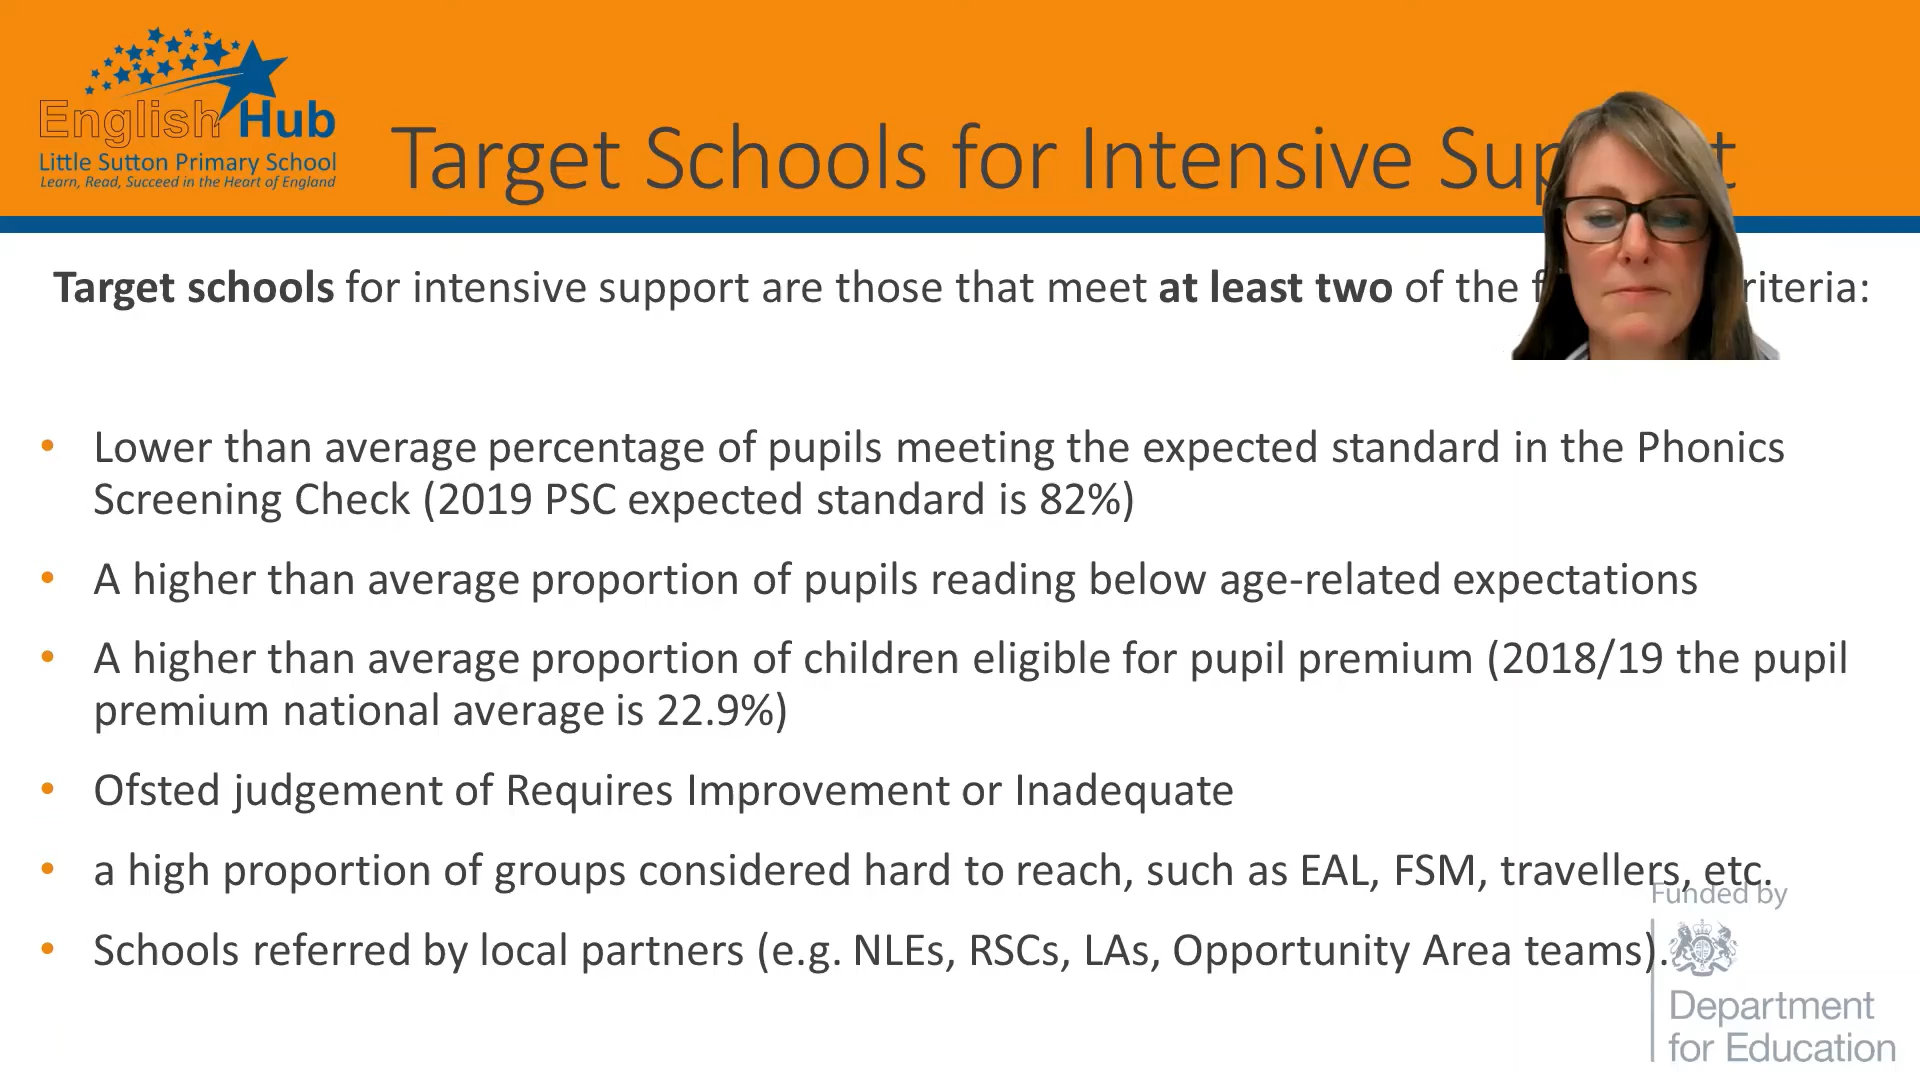 English Hub
Little Sutton Primary School
Learn, Read, Succeed in the Heart of England
Target Schools for Intensive
Target schools for intensive support are those that meet at least two of the
Lower than average percentage of pupils meeting the expected standard in the Phonics
Screening Check (2019 PSC expected standard is 82%)
A higher than average proportion of pupils reading below age-related expectations
A higher than average proportion of children eligible for pupil premium (2018/19 the pupil
premium national average is 22.9%)
Ofsted judgement of Requires Improvement or Inadequate
a high proportion of groups considered hard to reach, such as EAL, FSM, travellers, etc.
Schools referred by local partners (e.g. NLEs, RSCs, LAs, Opportunity Area teams).
Funded by
Department
for Education